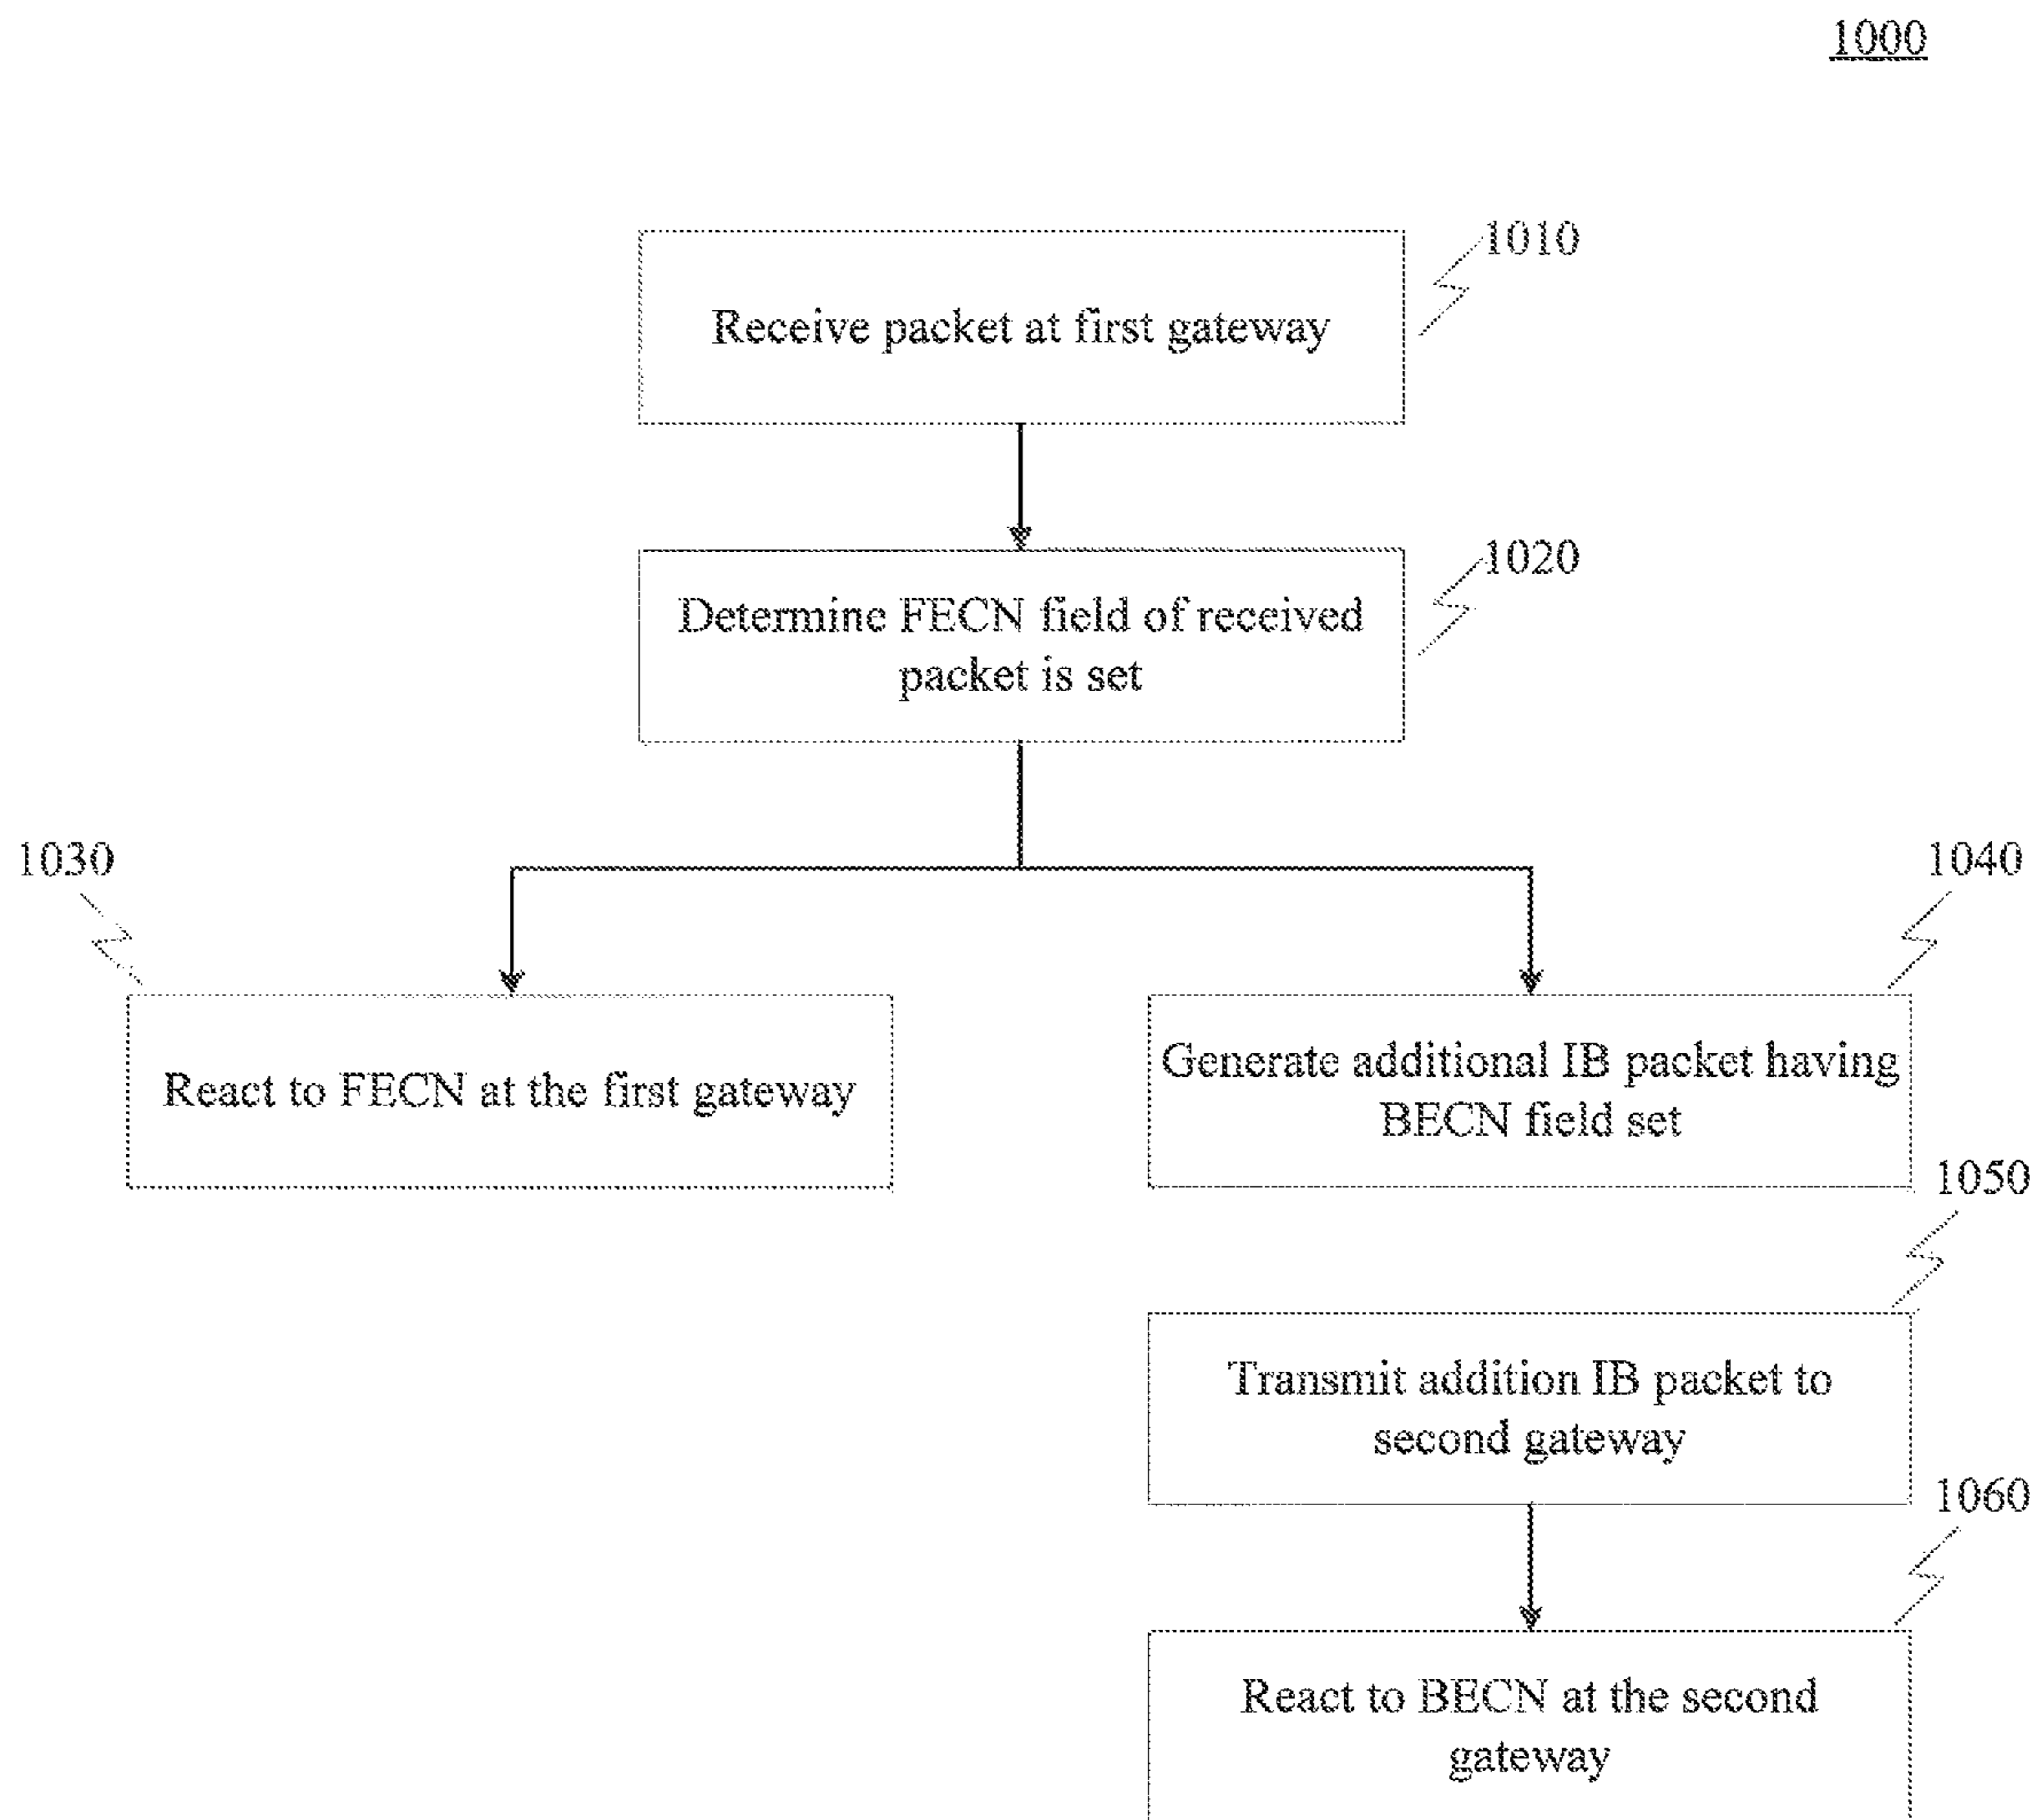 1000
1010
Receive packet at first gateway
1020
Determine FECN field of received
packet is set
1030
1040
React to FECN at the first gateway
Generate additional IB packet having
BECN field set
1050
Transmit addition IB packet to
second gateway
1060
React to BECN at the second
gateway